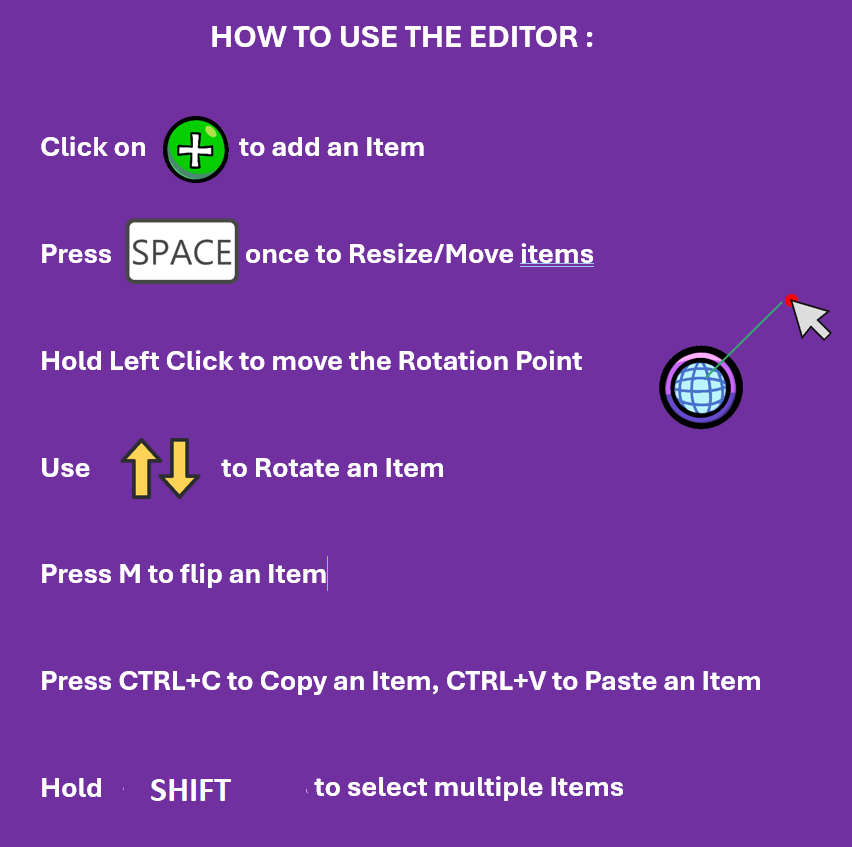 HOW TO USE THE EDITOR :
Click on to add an Item
Press SPACE once to Resize/Move items
Hold Left Click to move the Rotation Point
Use to Rotate an Item
Press M to flip an Item
Press CTRL+C to Copy an Item, CTRL+V to Paste an Item
Hold SHIFT to select multiple Items